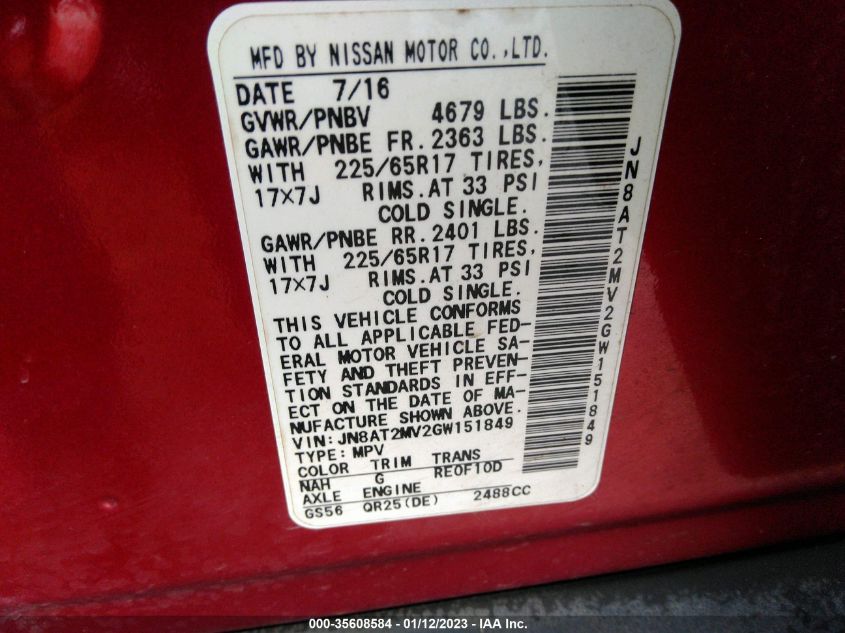 MFD BY NISSAN MOTOR CO.,LTD.
DATE 7/16
GVWR/PNBV 4679 LBS.
GAWR/PNBE FR. 2363 LBS.
WITH 225/65R17 TIRES,
17×7J RIMS. AT 33 PSI
COLD SINGLE.
GAWR/PNBE RR. 2401 LBS.
WITH 225/65R17 TIRES,
17×7J RIMS. AT 33 PSI
COLD SINGLE.
THIS VEHICLE CONFORMS
TO ALL APPLICABLE FED-
ERAL MOTOR VEHICLE SA-
FETY AND THEFT PREVEN-
TION STANDARDS IN EFF-
ECT ON THE DATE OF MA-
NUFACTURE SHOWN ABOVE.
VIN: JN8AT2MV2GW151849
TYPE: MPV
COLOR TRIM TRANS
NAH G RE0F10D
AXLE ENGINE
GS56 QR25(DE) 2488CC
JN8AT2MV2GW151849
000-35608584 - 01/12/2023 - IAA Inc.